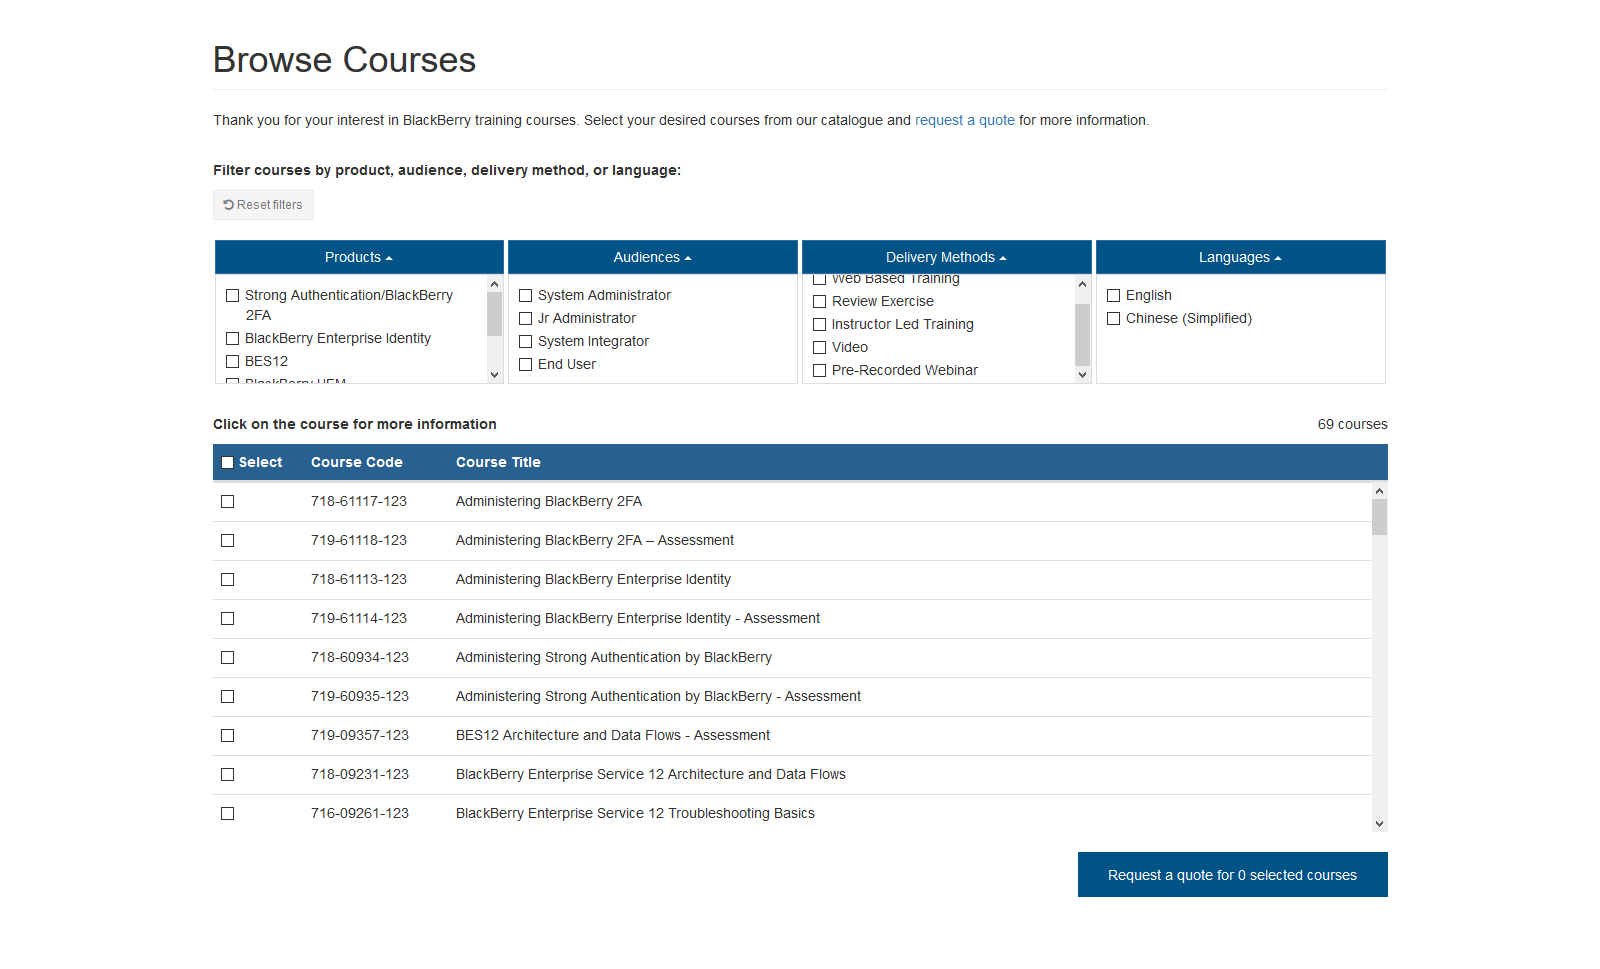 Browse Courses
Thank you for your interest in BlackBerry training courses. Select your desired courses from our catalogue and request a quote for more information.
Filter courses by product, audience, delivery method, or language:
Reset filters
Products
Strong Authentication/BlackBerry
2FA
BlackBerry Enterprise Identity
BES12
BlackBerry UEM
Audiences
System Administrator
Jr Administrator
System Integrator
End User
Delivery Methods
Web Based Training
Review Exercise
Instructor Led Training
Video
Pre-Recorded Webinar
Languages
English
Chinese (Simplified)
Click on the course for more information 69 courses
Select Course Code Course Title
718-61117-123 Administering BlackBerry 2FA
719-61118-123 Administering BlackBerry 2FA – Assessment
718-61113-123 Administering BlackBerry Enterprise Identity
719-61114-123 Administering BlackBerry Enterprise Identity - Assessment
718-60934-123 Administering Strong Authentication by BlackBerry
719-60935-123 Administering Strong Authentication by BlackBerry - Assessment
719-09357-123 BES12 Architecture and Data Flows - Assessment
718-09231-123 BlackBerry Enterprise Service 12 Architecture and Data Flows
716-09261-123 BlackBerry Enterprise Service 12 Troubleshooting Basics
Request a quote for 0 selected courses